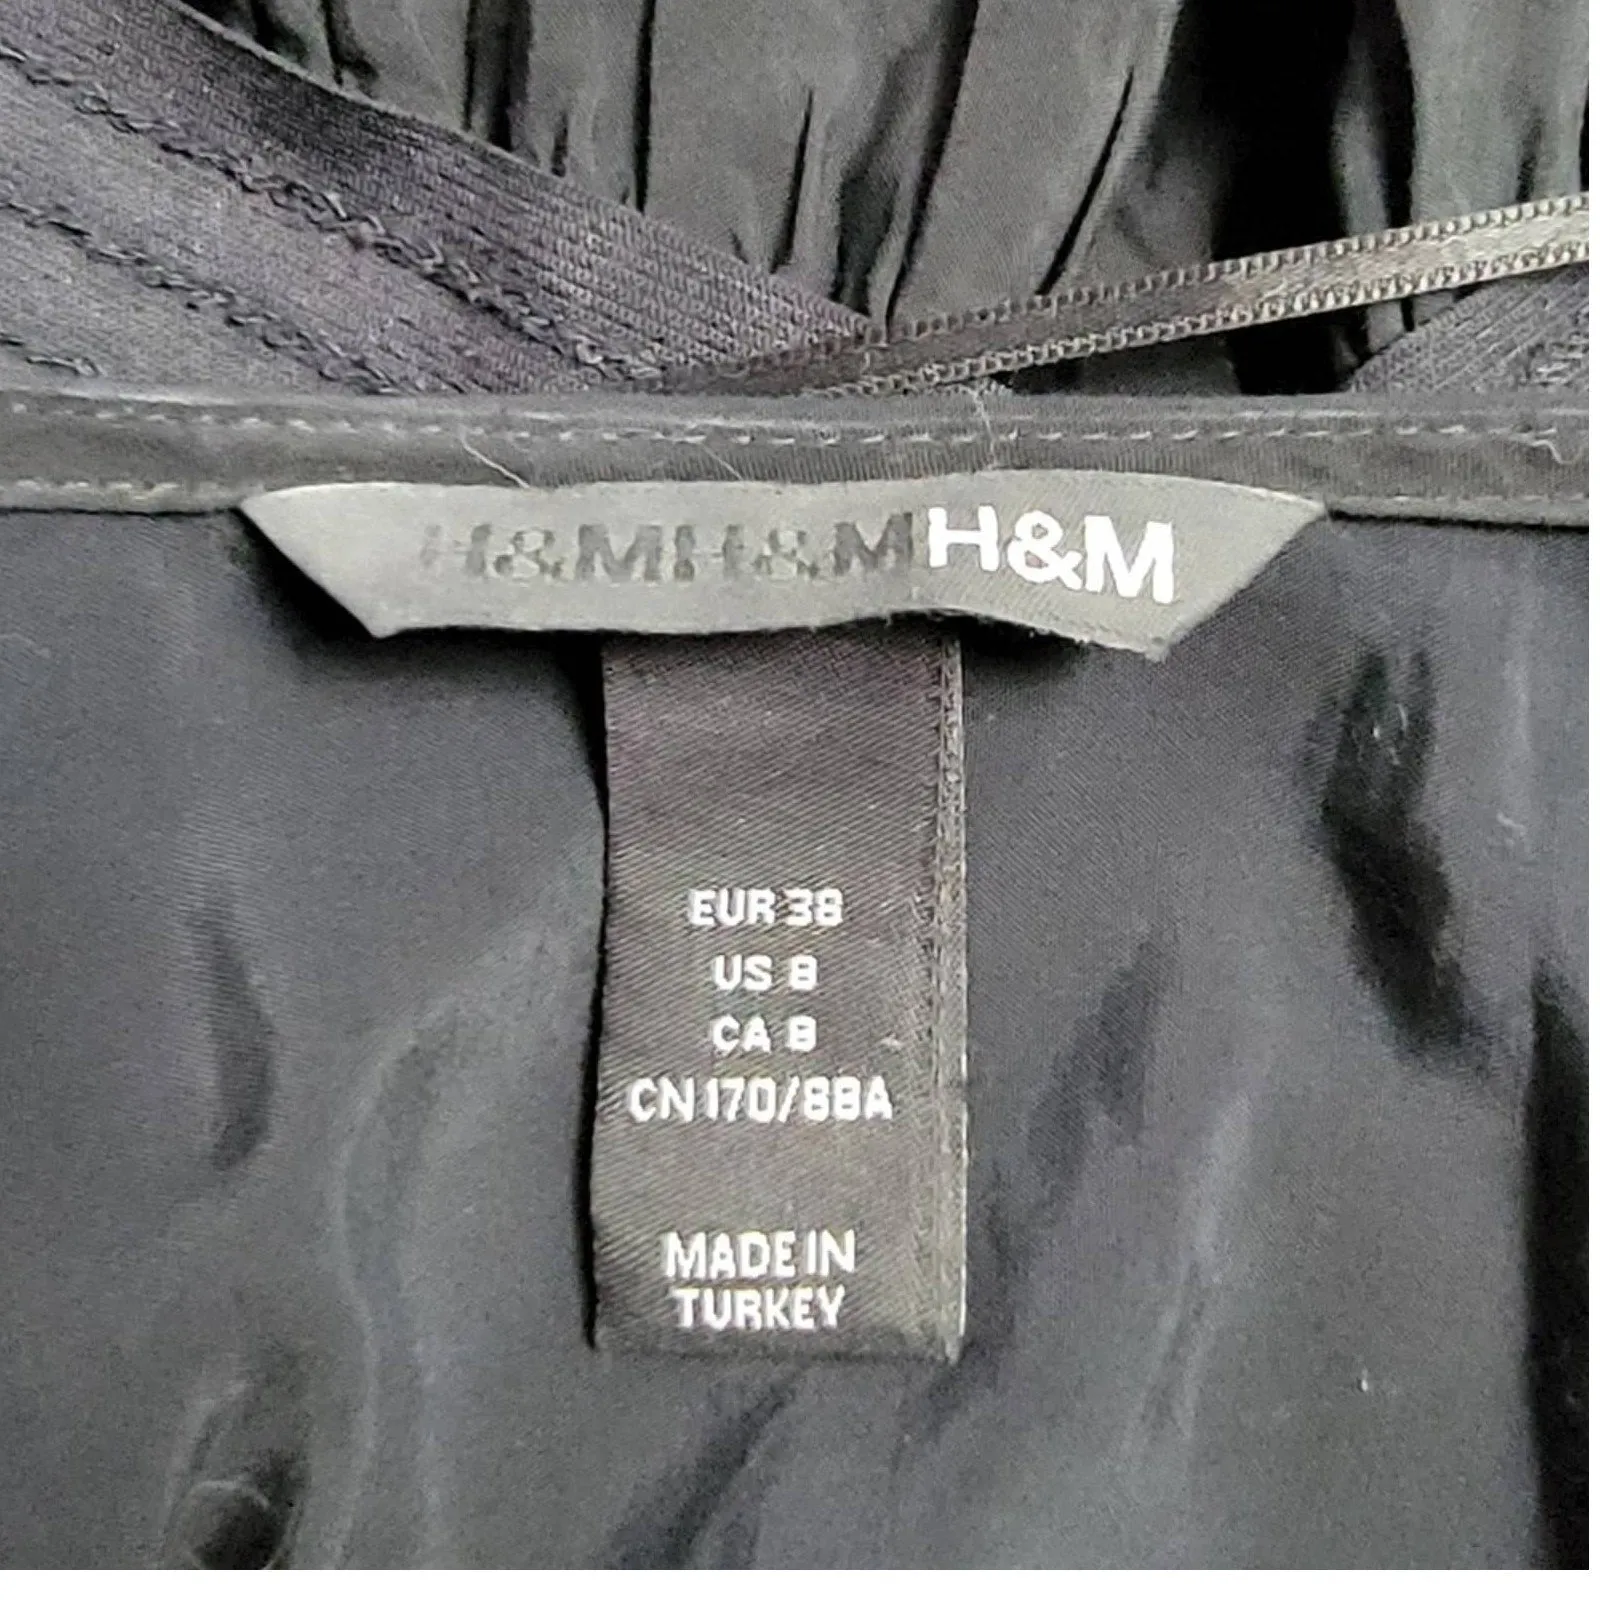 H&MH&MH&M
EUR 38
US 8
CA 8
CN 170/88A
MADE IN
TURKEY